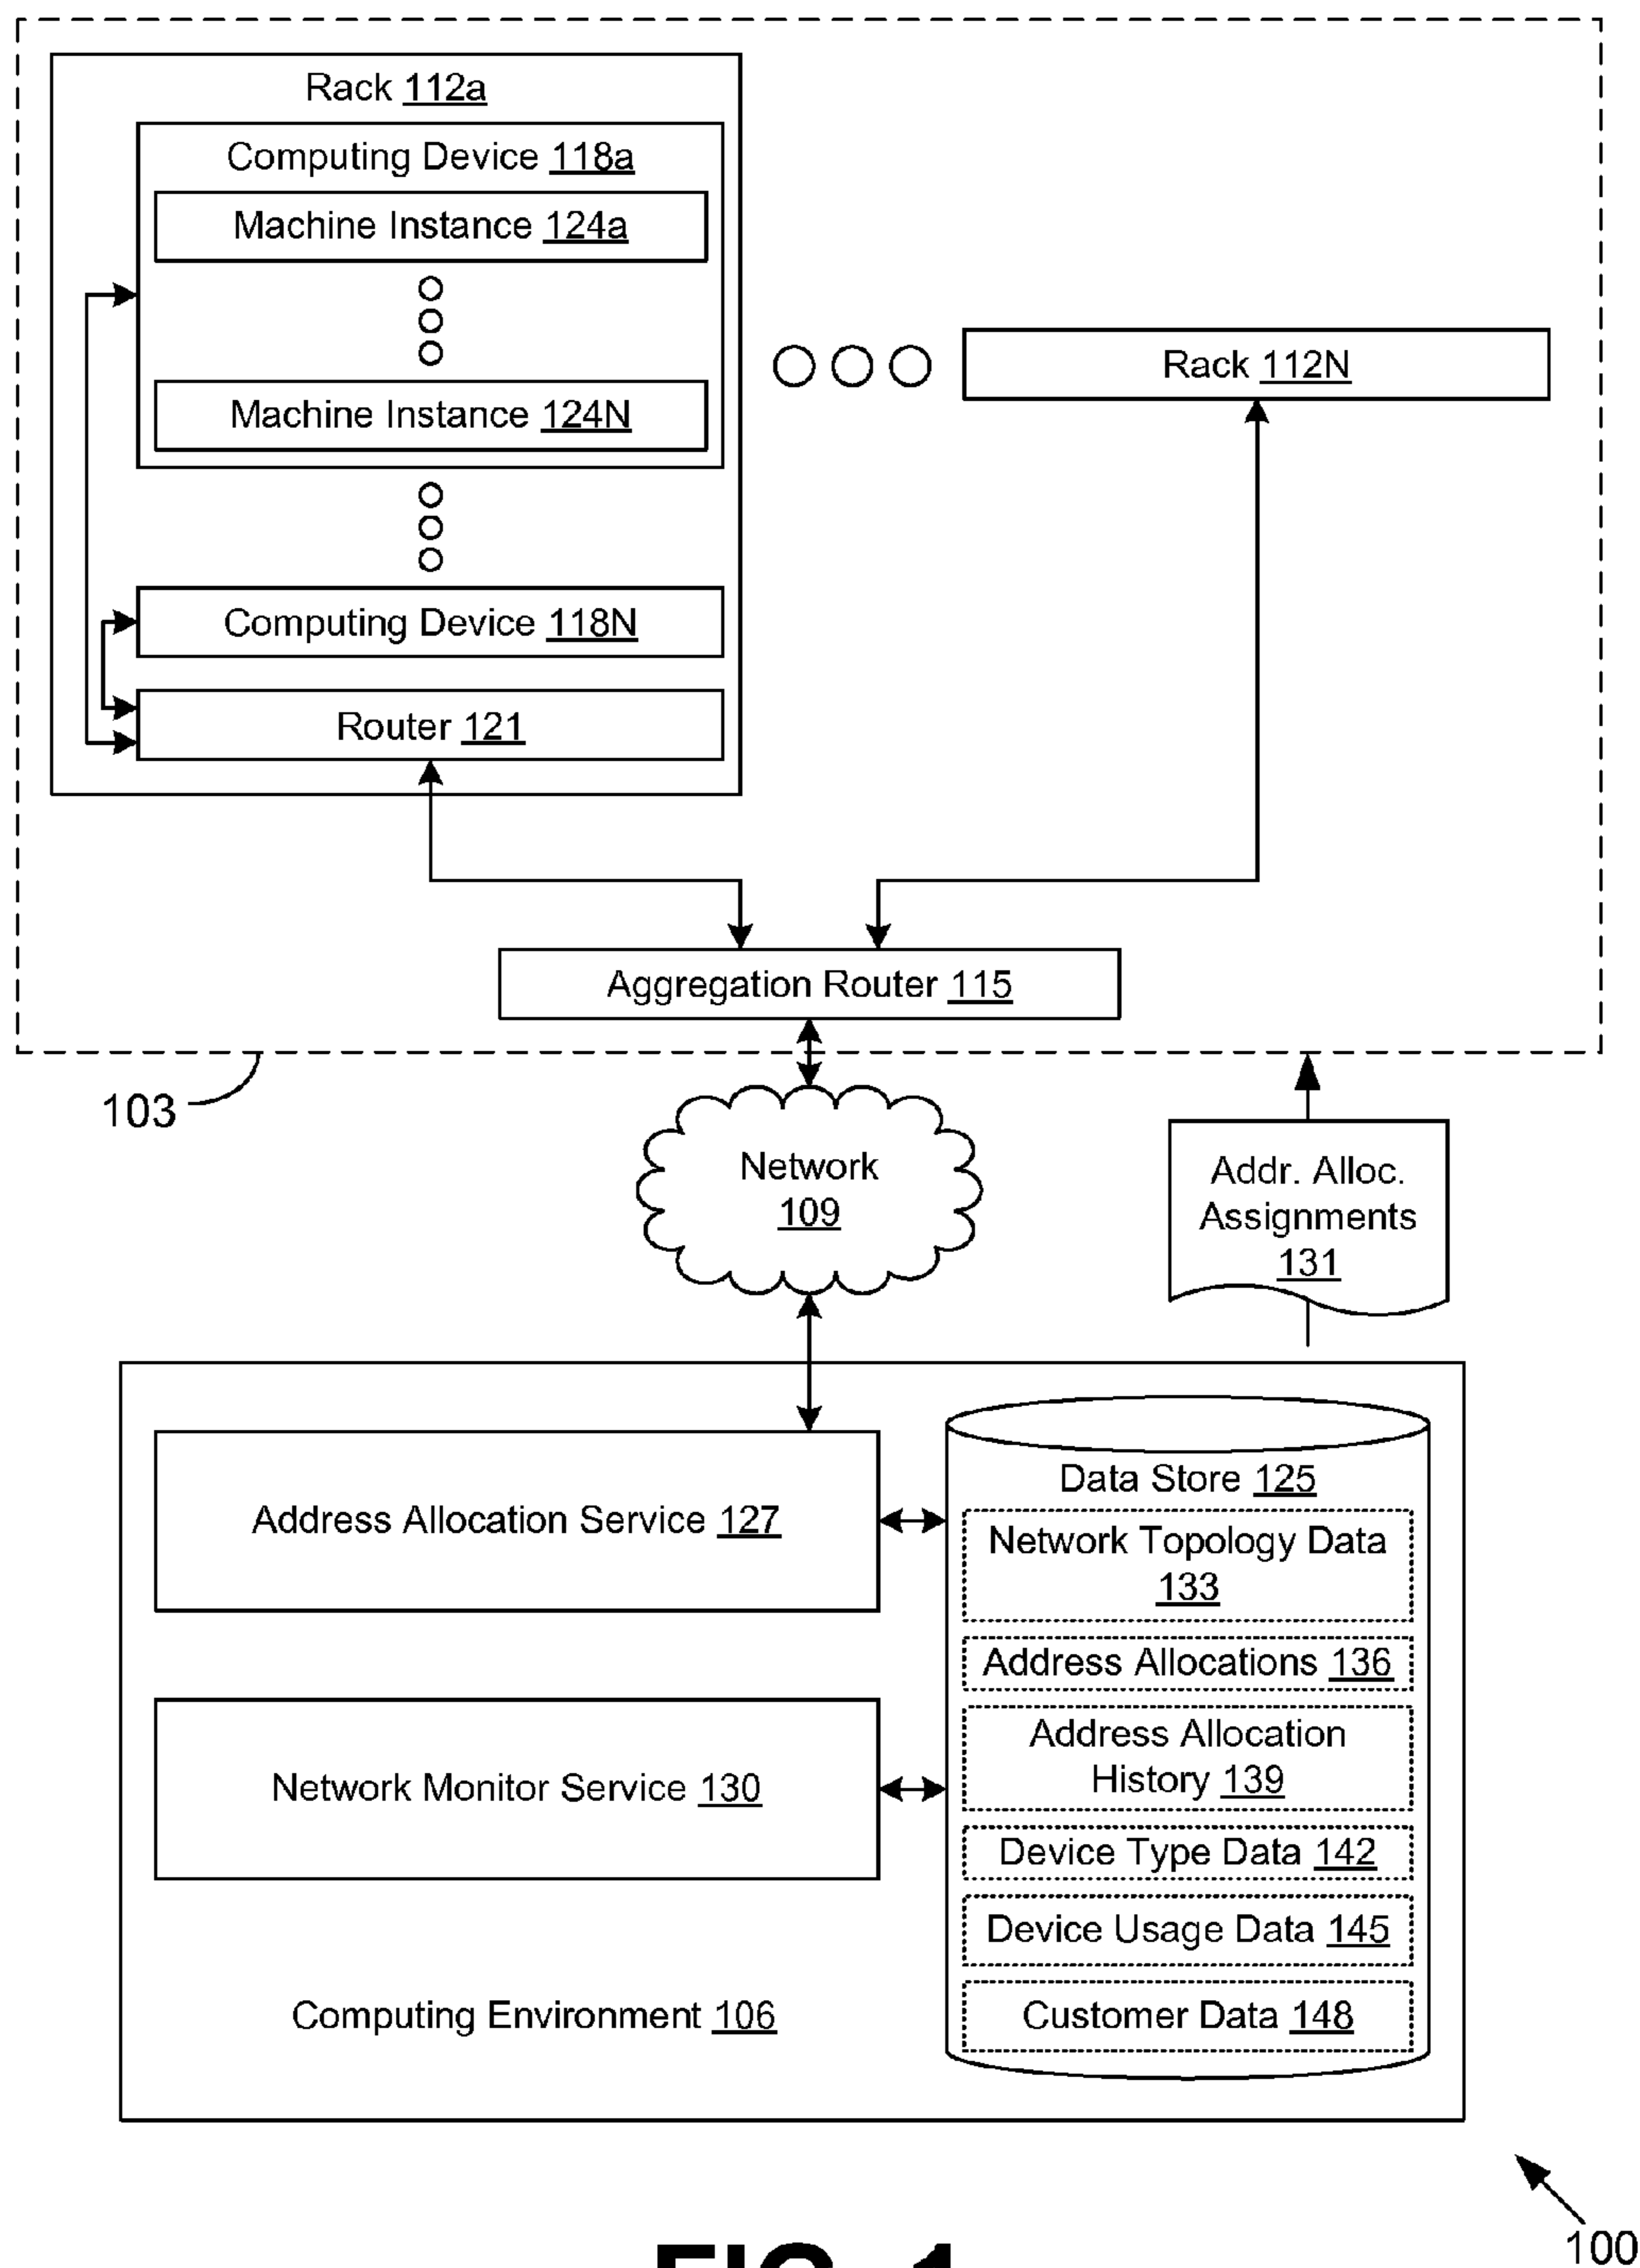 Rack 112a
Computing Device 118a
Machine Instance 124a
Machine Instance 124N
Rack 112N
Computing Device 118N
Router 121
Aggregation Router 115
103
Network
109
Addr. Alloc.
Assignments
131
Address Allocation Service 127
Network Monitor Service 130
Computing Environment 106
Data Store 125
Network Topology Data
133
Address Allocations 136
Address Allocation
History 139
Device Type Data 142
Device Usage Data 145
Customer Data 148
100
FIG. 1